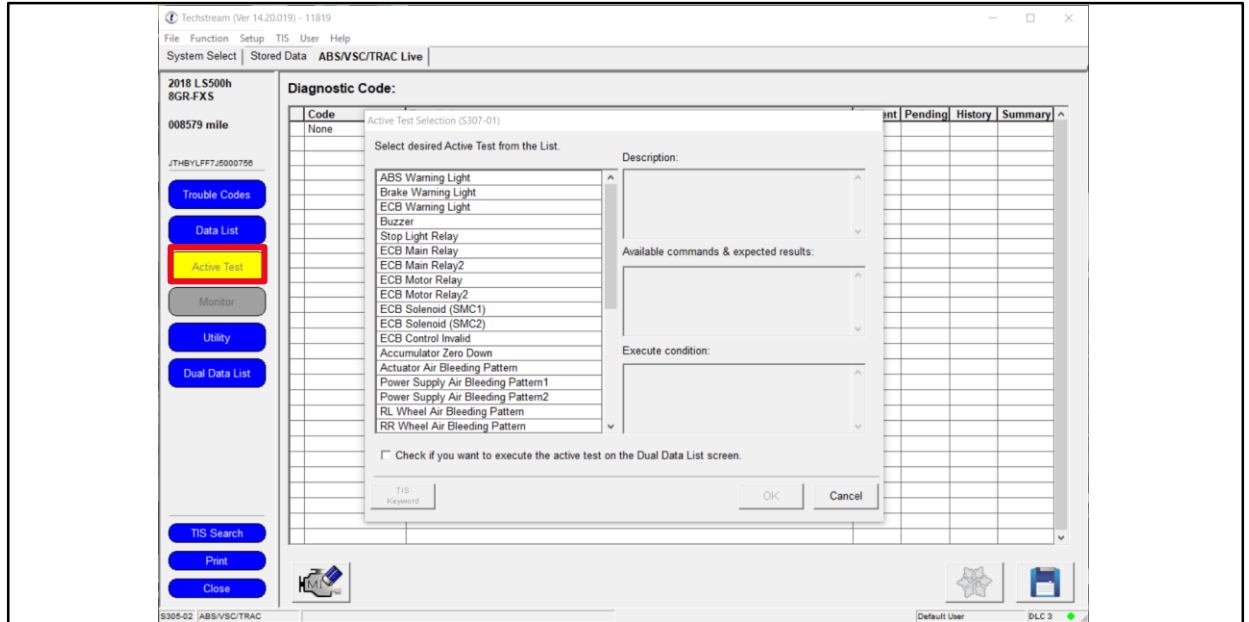 Techstream (Ver 14.20.019) - 11819
File Function Setup TIS User Help
System Select Stored Data ABS/VSC/TRAC Live
2018 LS500h
8GR-FXS
008579 mile
JTHBYLFF7J5000756
Trouble Codes
Data List
Active Test
Monitor
Utility
Dual Data List
TIS Search
Print
Close
Diagnostic Code:
Code Pending History Summary
None
Active Test Selection (S307-01)
Select desired Active Test from the List.
ABS Warning Light
Brake Warning Light
ECB Warning Light
Buzzer
Stop Light Relay
ECB Main Relay
ECB Main Relay2
ECB Motor Relay
ECB Motor Relay2
ECB Solenoid (SMC1)
ECB Solenoid (SMC2)
ECB Control Invalid
Accumulator Zero Down
Actuator Air Bleeding Pattern
Power Supply Air Bleeding Pattern1
Power Supply Air Bleeding Pattern2
RL Wheel Air Bleeding Pattern
RR Wheel Air Bleeding Pattern
Description:
Available commands & expected results:
Execute condition:
Check if you want to execute the active test on the Dual Data List screen.
TIS
Keyword
OK Cancel
S305-02 ABS/VSC/TRAC Default User DLC 3